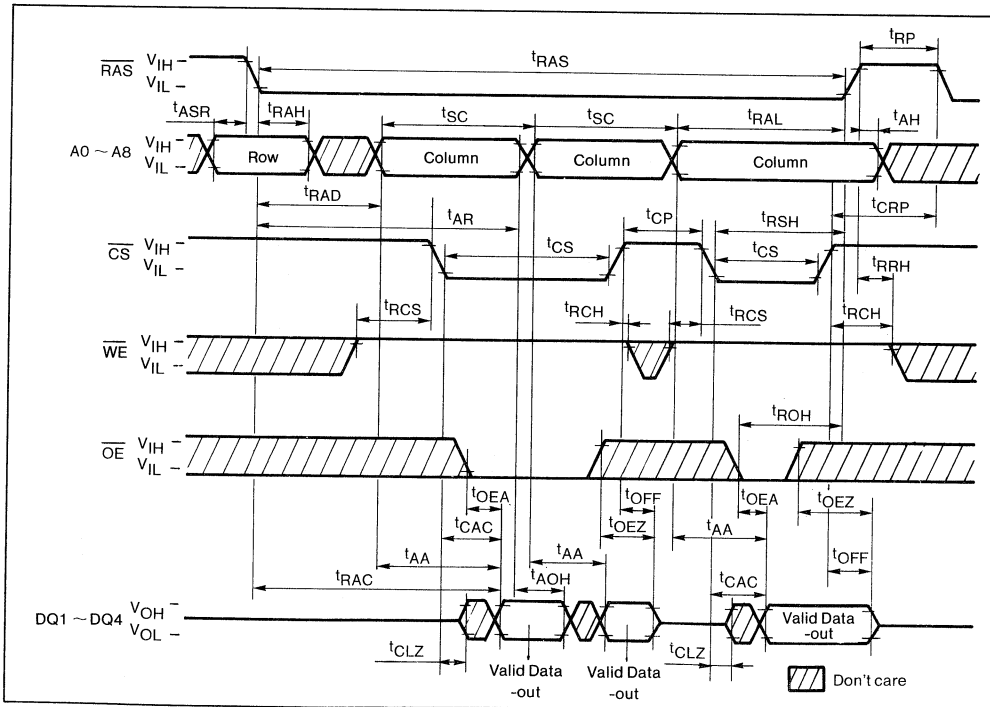 tRP
RAS VIH
VIL
tRAS
tASR tRAH tSC tSC tRAL tAH
A0 ~ A8 VIH
VIL
Row Column Column Column
tRAD tCRP
tAR tCP tRSH
CS VIH
VIL
tCS tCS
tRRH
tRCS tRCH tRCS tRCH
WE VIH
VIL
tROH
OE VIH
VIL
tOEA tOFF tOEA tOEZ
tCAC tOEZ
tAA tAA tAA tOFF
tRAC tAOH tCAC
DQ1 ~ DQ4 VOH
VOL
Valid Data
-out
tCLZ Valid Data
-out
Valid Data
-out
tCLZ
Don't care